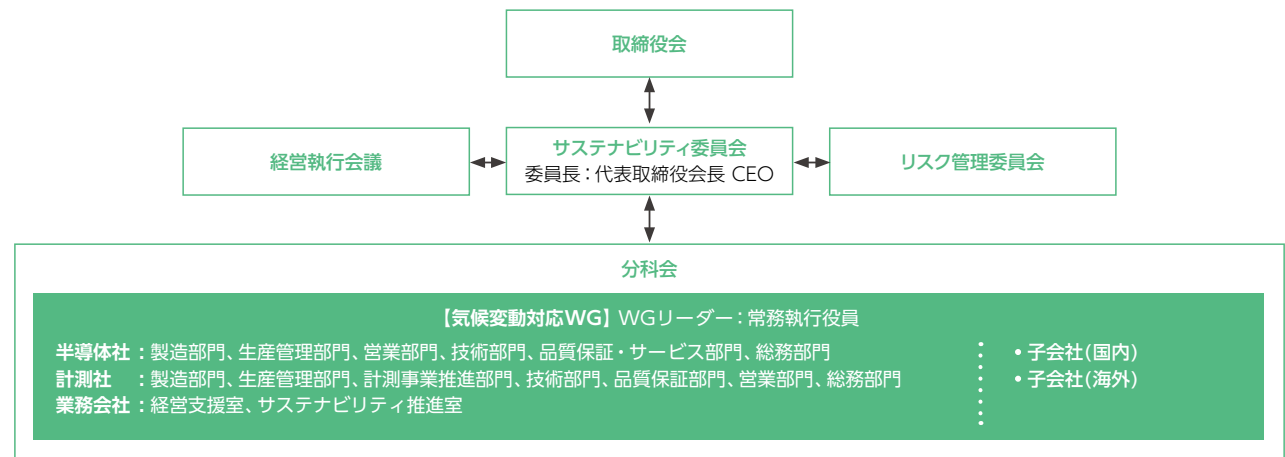 取締役会
経営執行会議
サステナビリティ委員会
委員長：代表取締役会長 CEO
リスク管理委員会
分科会
【気候変動対応WG】WGリーダー：常務執行役員
半導体社：製造部門、生産管理部門、営業部門、技術部門、品質保証・サービス部門、総務部門
計測社　：製造部門、生産管理部門、計測事業推進部門、技術部門、品質保証部門、営業部門、総務部門
業務会社：経営支援室、サステナビリティ推進室
• 子会社(国内)
• 子会社(海外)